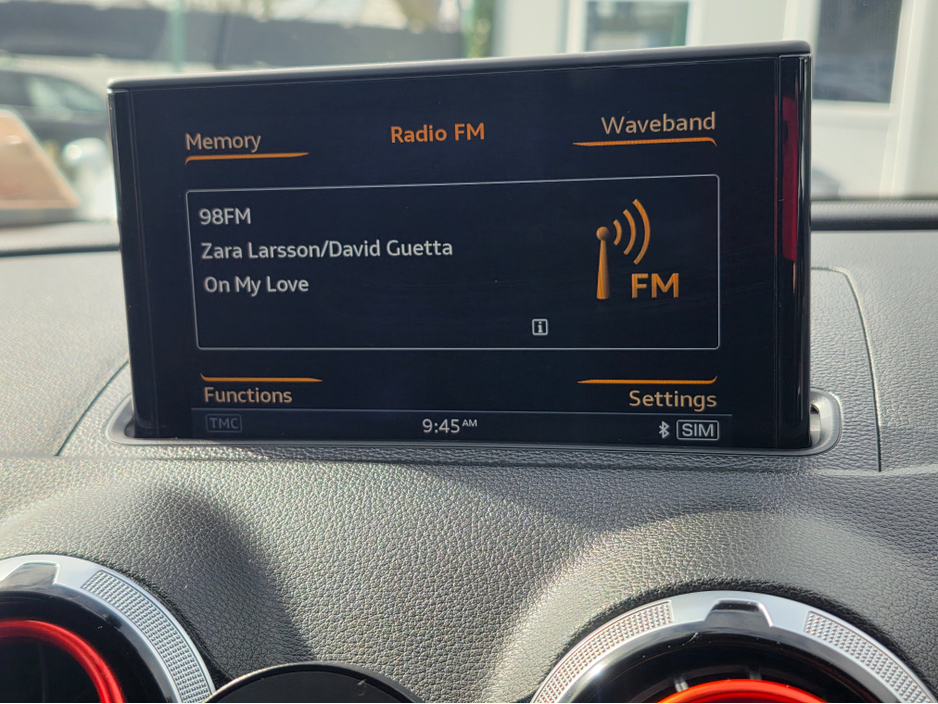 Memory
Radio FM
Waveband
98FM
Zara Larsson/David Guetta
On My Love
FM
i
Functions
Settings
TMC
9:45 AM
SIM